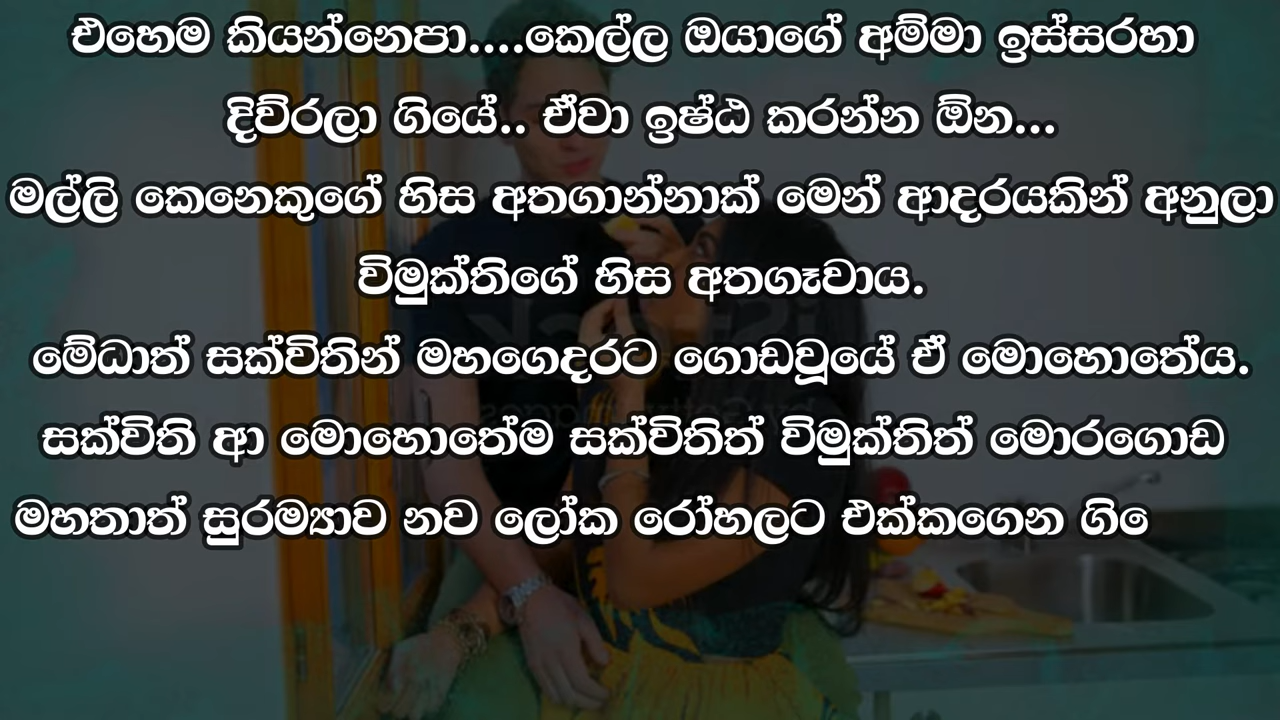 එහෙම කියන්නෙපා....කෙල්ල ඔයාගේ අම්මා ඉස්සරහා
දිව්රලා ගියේ.. ඒවා ඉෂ්ඨ කරන්න ඕන...
මල්ලි කෙනෙකුගේ හිස අතගාන්නාක් මෙන් ආදරයකින් අනුලා
විමුක්තිගේ හිස අතගෑවාය.
මේධාත් සක්විතිත් මහගෙදරට ගොඩවූයේ ඒ මොහොතේය.
සක්විති ආ මොහොතේම සක්විතිත් විමුක්තිත් මොරගොඩ
මහතාත් සුරම්‍යාව නව ලෝක රෝහලට එක්කගෙන ගියෙ